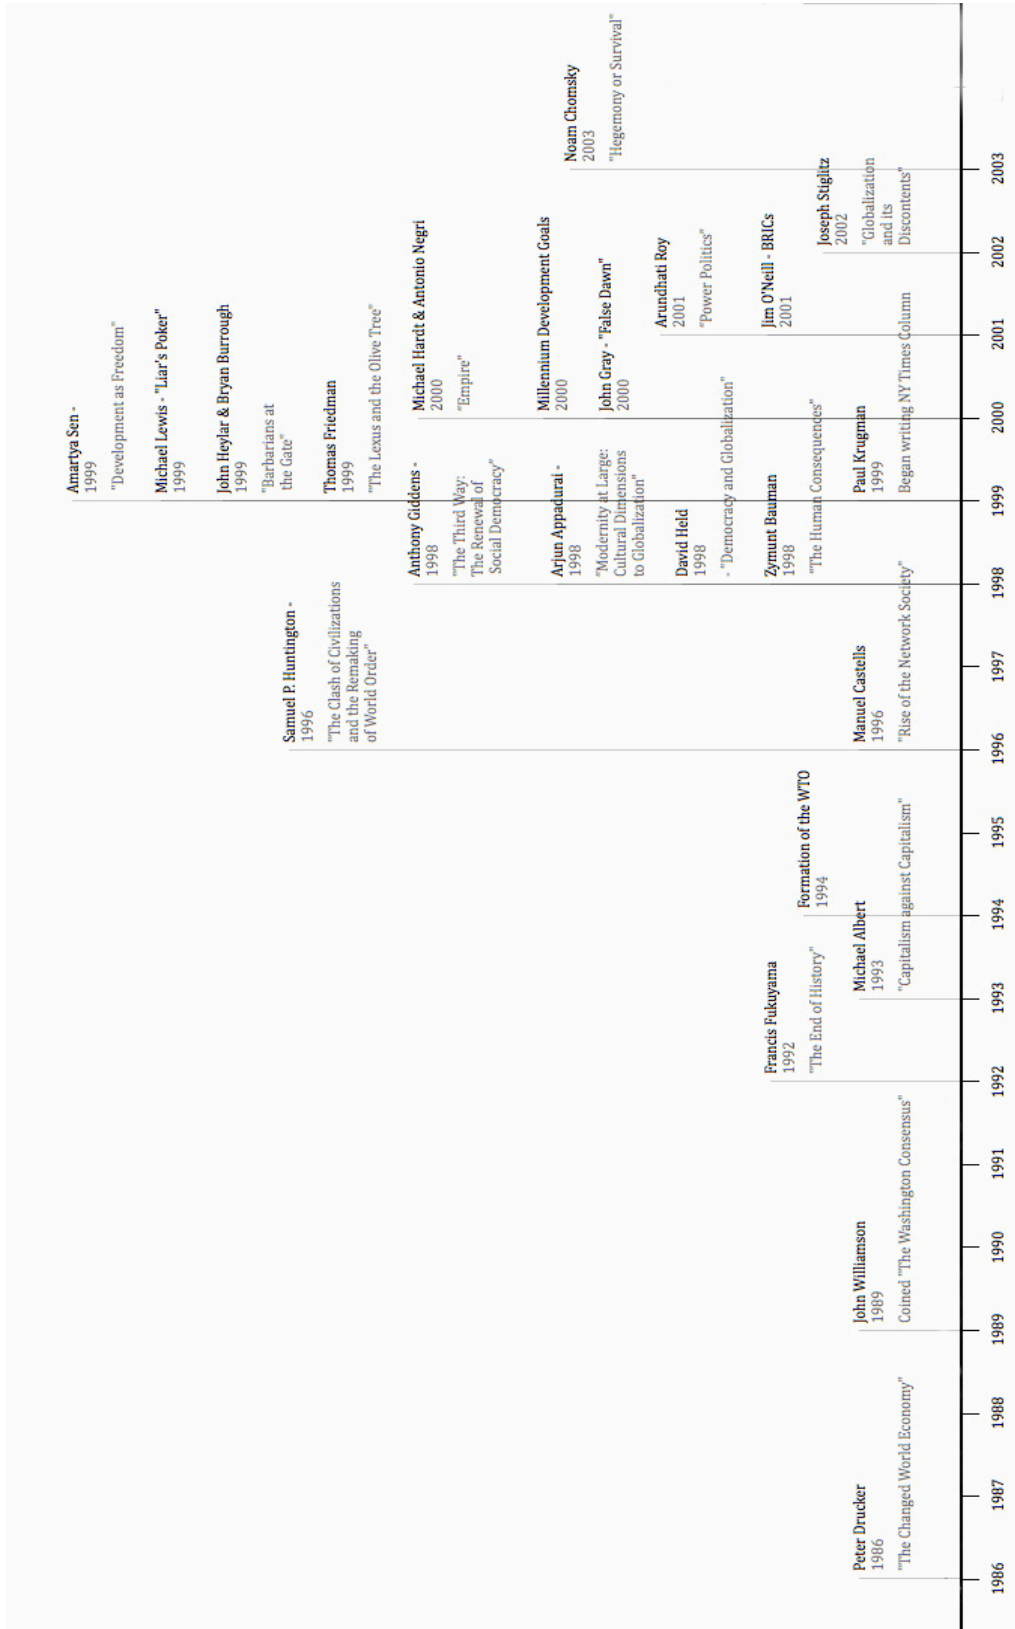 Peter Drucker
1986
"The Changed World Economy"
John Williamson
1989
Coined "The Washington Consensus"
Francis Fukuyama
1992
"The End of History"
Michael Albert
1993
"Capitalism against Capitalism"
Formation of the WTO
1994
Samuel P. Huntington -
1996
"The Clash of Civilizations
and the Remaking
of World Order"
Manuel Castells
1996
"Rise of the Network Society"
Anthony Giddens -
1998
"The Third Way:
The Renewal of
Social Democracy"
Arjun Appadurai -
1998
"Modernity at Large:
Cultural Dimensions
to Globalization"
David Held
1998
- "Democracy and Globalization"
Zymunt Bauman
1998
"The Human Consequences"
Amartya Sen -
1999
"Development as Freedom"
Michael Lewis - "Liar's Poker"
1999
John Heylar & Bryan Burrough
1999
"Barbarians at
the Gate"
Thomas Friedman
1999
"The Lexus and the Olive Tree"
Paul Krugman
1999
Began writing NY Times Column
Michael Hardt & Antonio Negri
2000
"Empire"
Millennium Development Goals
2000
John Gray - "False Dawn"
2000
Arundhati Roy
2001
"Power Politics"
Jim O'Neill - BRICs
2001
Joseph Stiglitz
2002
"Globalization
and its
Discontents"
Noam Chomsky
2003
"Hegemony or Survival"
1986 1987 1988 1989 1990 1991 1992 1993 1994 1995 1996 1997 1998 1999 2000 2001 2002 2003